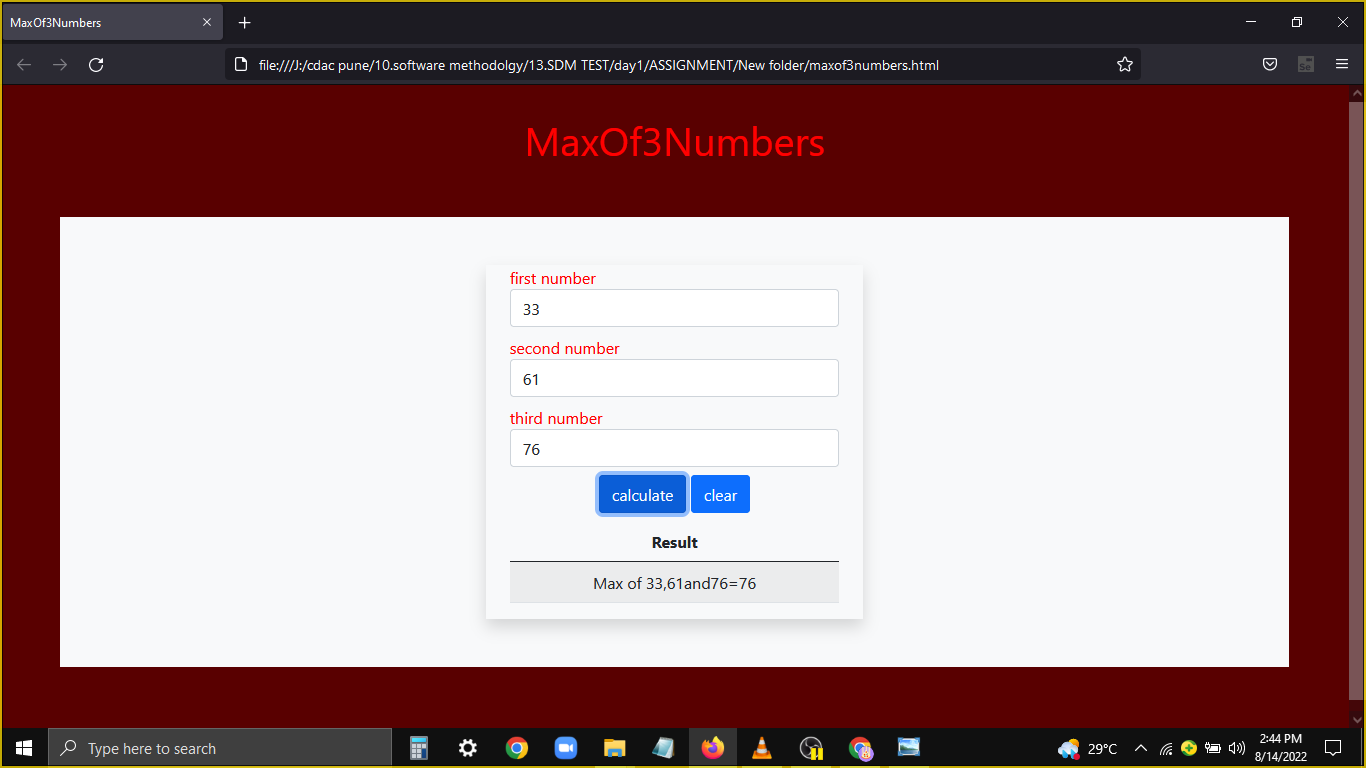 MaxOf3Numbers
file:///J:/cdac pune/10.software methodolgy/13.SDM TEST/day1/ASSIGNMENT/New folder/maxof3numbers.html
Se
MaxOf3Numbers
first number
33
second number
61
third number
76
calculate clear
Result
Max of 33,61and76=76
Type here to search
29°C
2:44 PM
8/14/2022